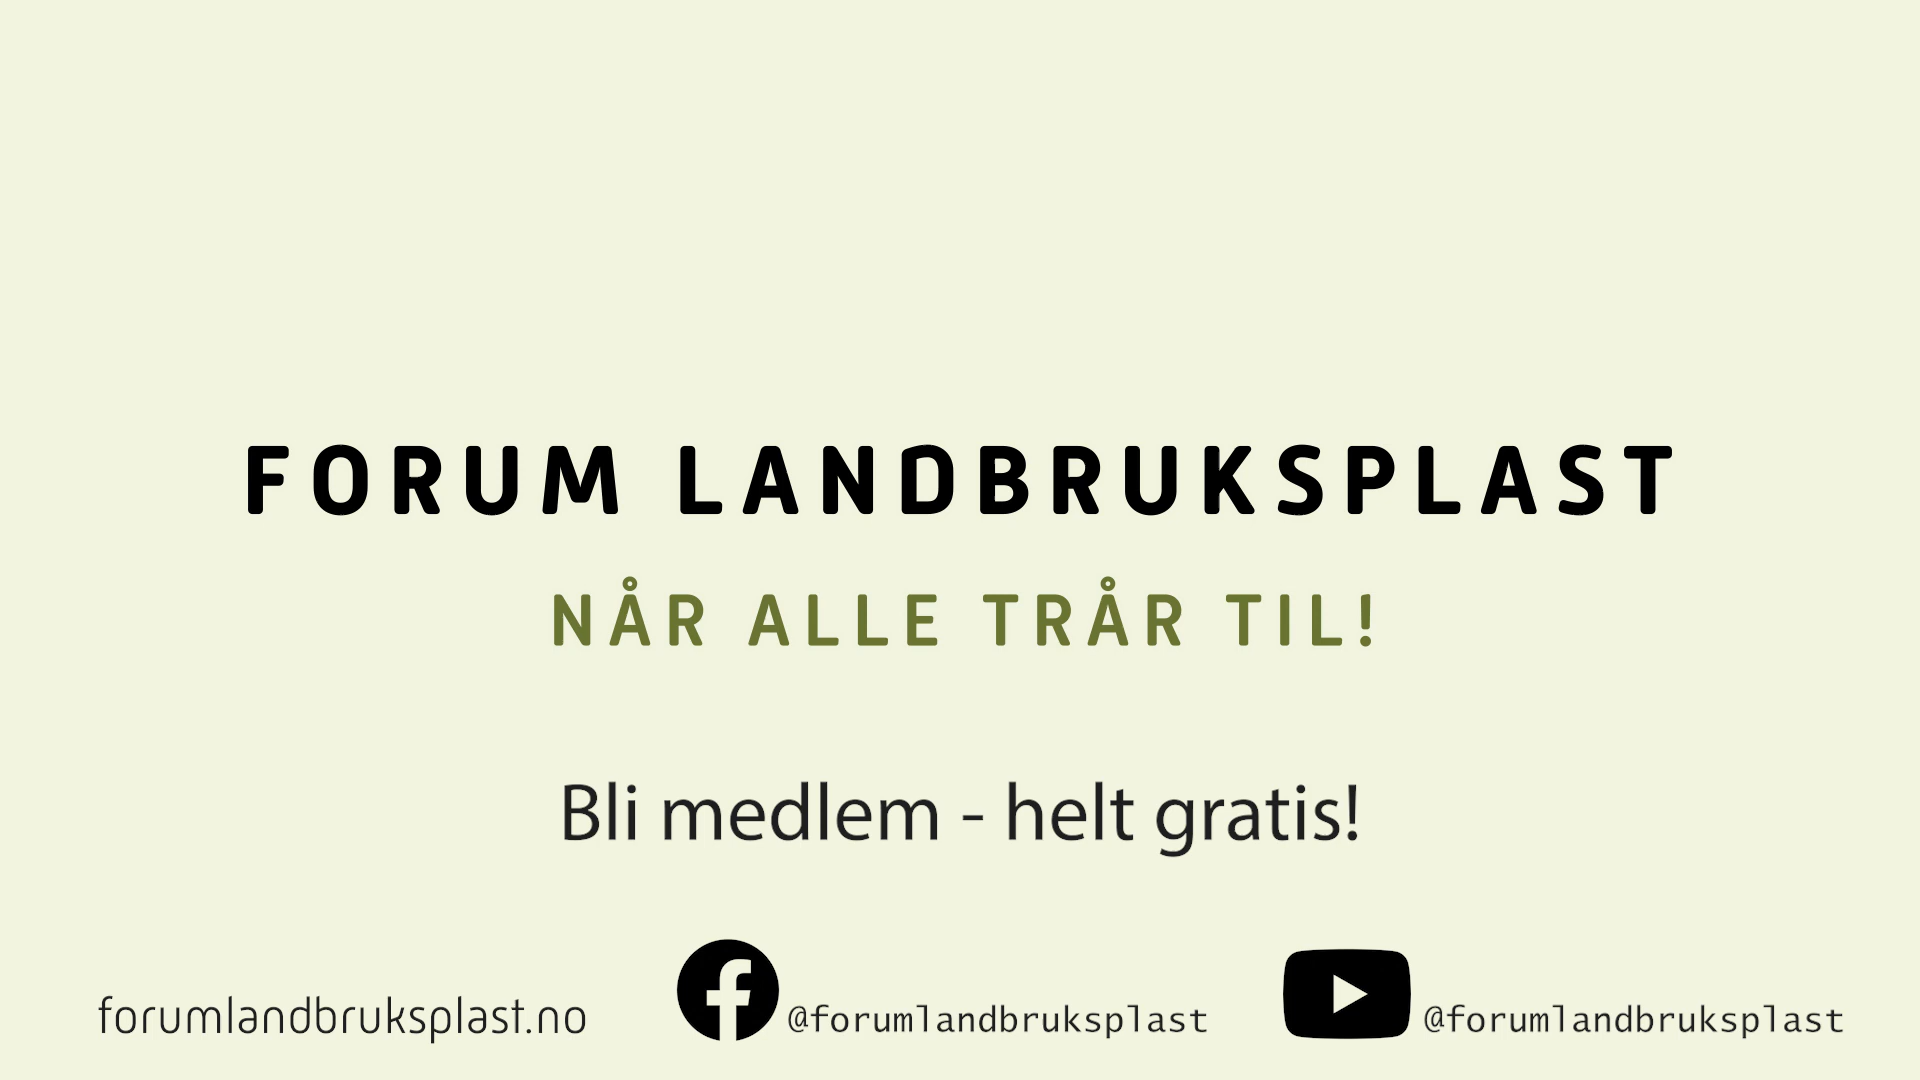 FORUM LANDBRUKSPLAST
NÅR ALLE TRÅR TIL!
Bli medlem - helt gratis!
forumlandbruksplast.no
@forumlandbruksplast
@forumlandbruksplast